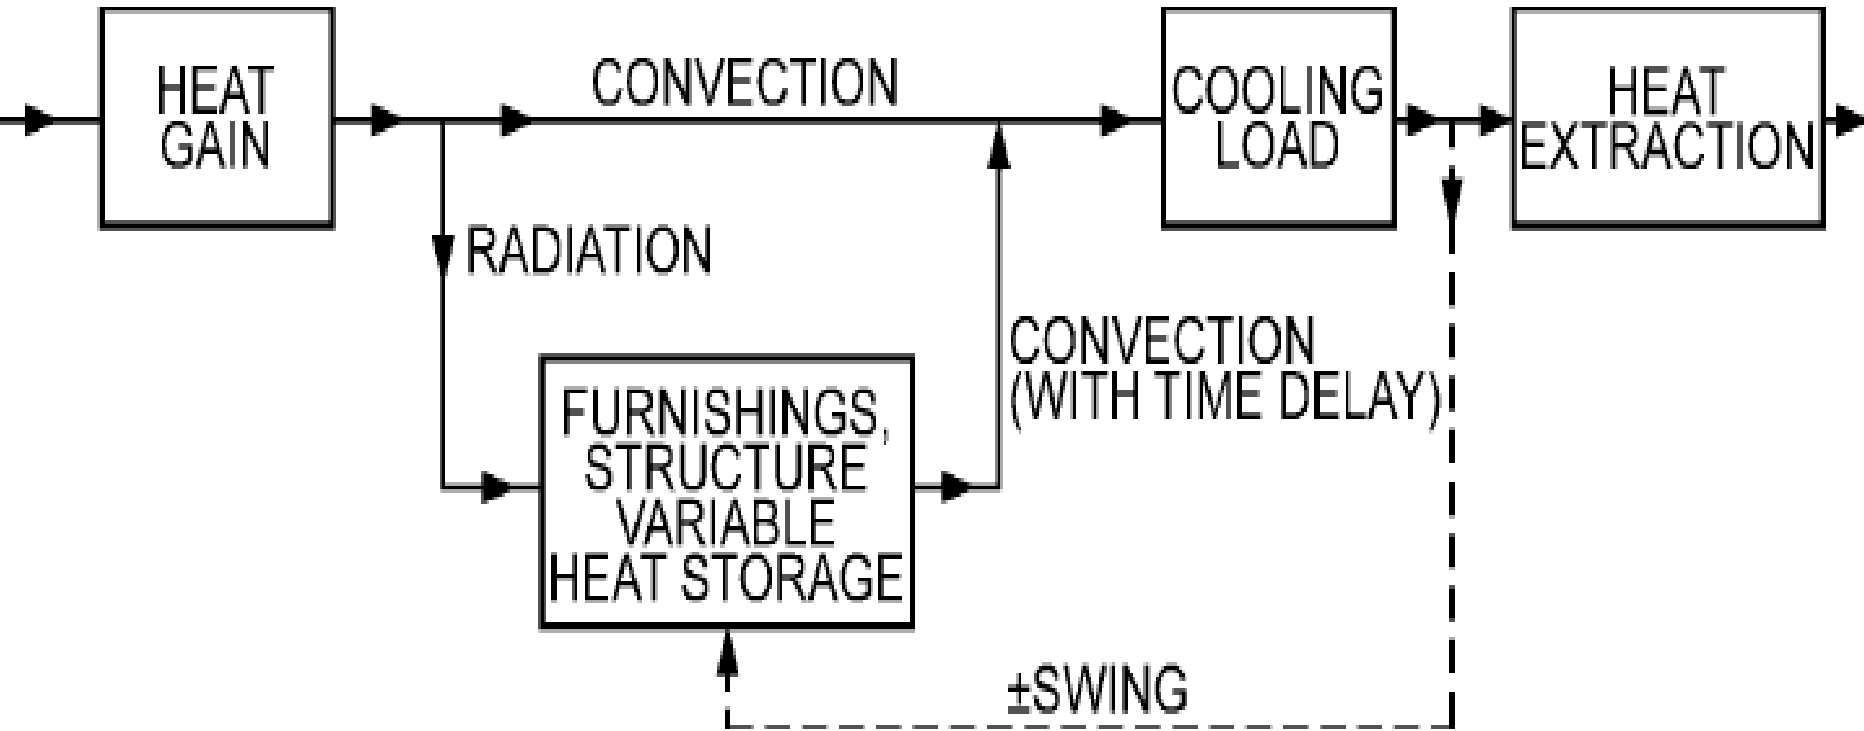 HEAT
GAIN
CONVECTION
COOLING
LOAD
HEAT
EXTRACTION
RADIATION
CONVECTION
(WITH TIME DELAY)
FURNISHINGS,
STRUCTURE
VARIABLE
HEAT STORAGE
±SWING